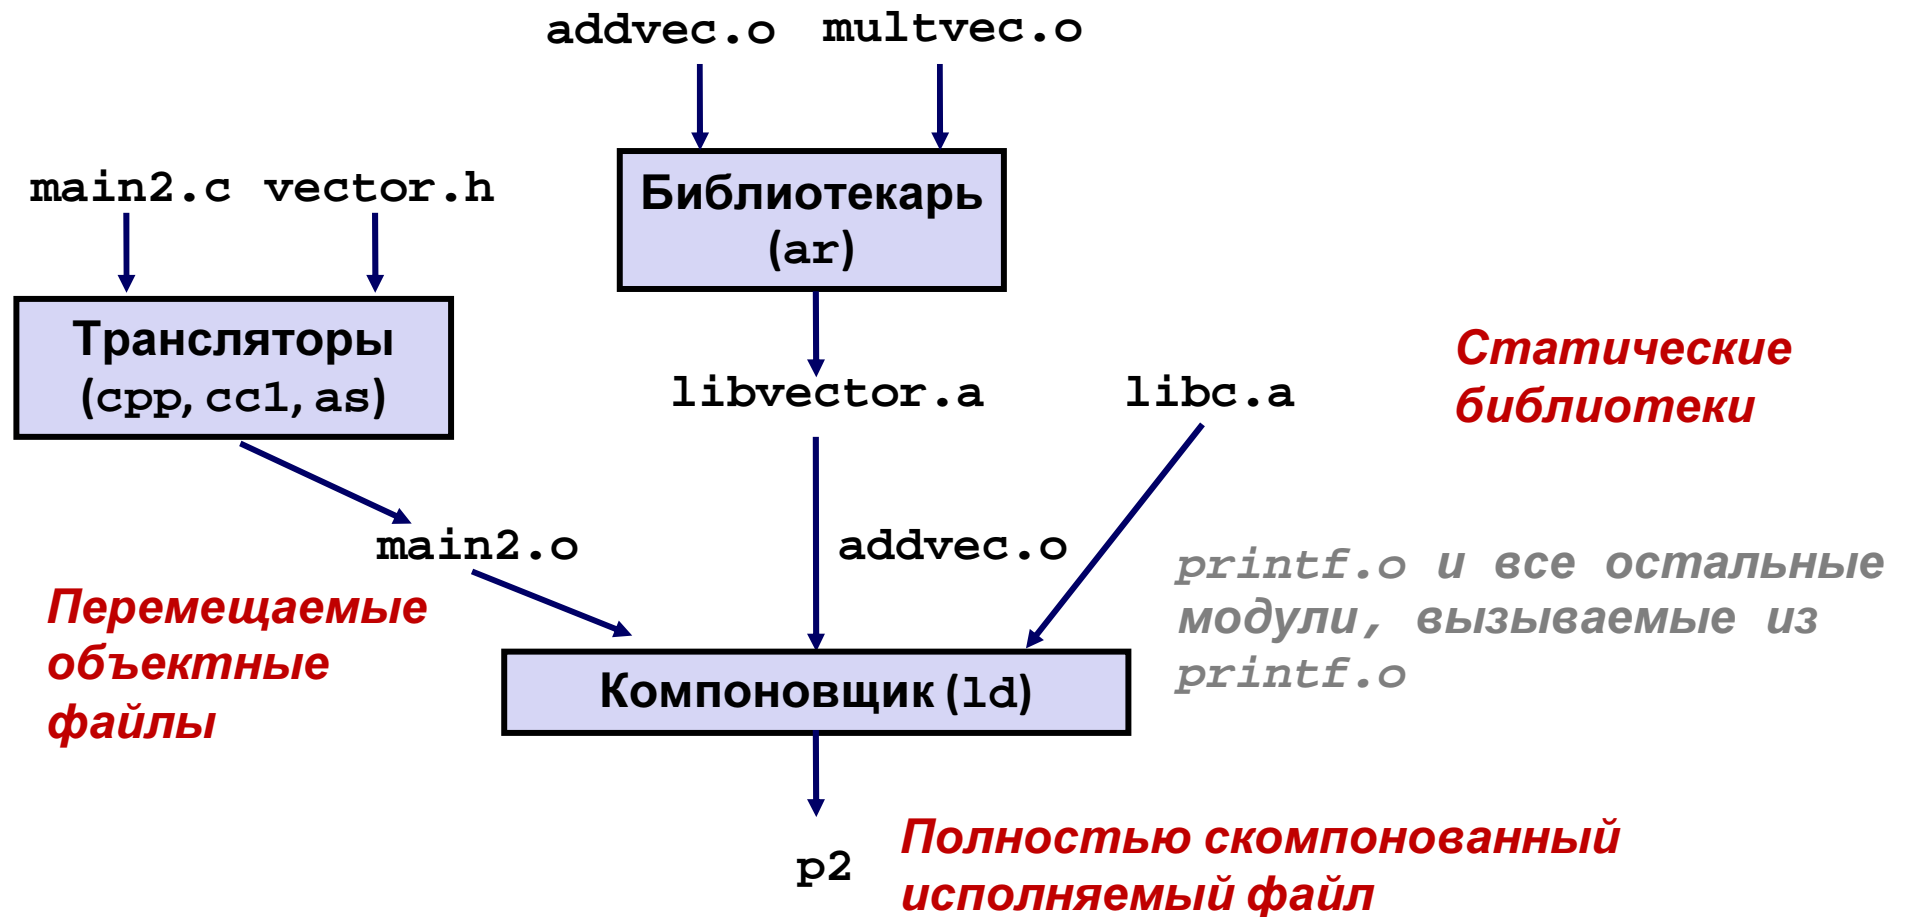 addvec.o multvec.o
main2.c vector.h
Библиотекарь
(ar)
Трансляторы
(cpp, cc1, as)
libvector.a
libc.a
Статические
библиотеки
main2.o
addvec.o
printf.o и все остальные
модули, вызываемые из
printf.o
Перемещаемые
объектные
файлы
Компоновщик (ld)
p2
Полностью скомпонованный
исполняемый файл